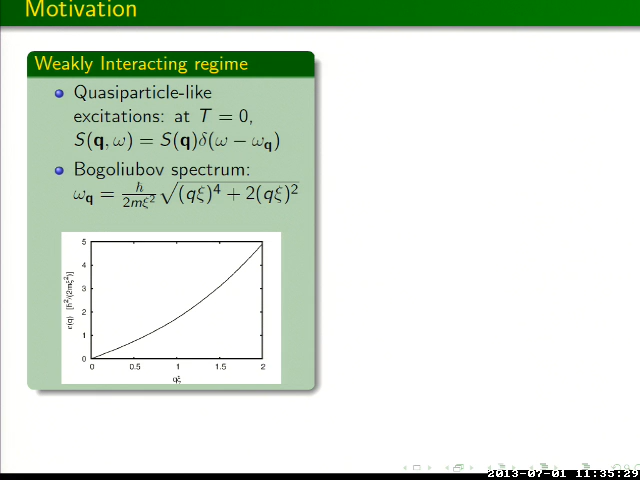 Motivation
Weakly Interacting regime
Quasiparticle-like
excitations: at T = 0,
S(q, ω) = S(q)δ(ω − ω_q)
Bogoliubov spectrum:
ω_q = ℏ/2mξ² √(qξ)⁴ + 2(qξ)²
5
4
3
2
1
0
ε(q) [ℏ²/(2mξ²)]
0 0.5 1 1.5 2
qξ
2013-07-01 11:35:29